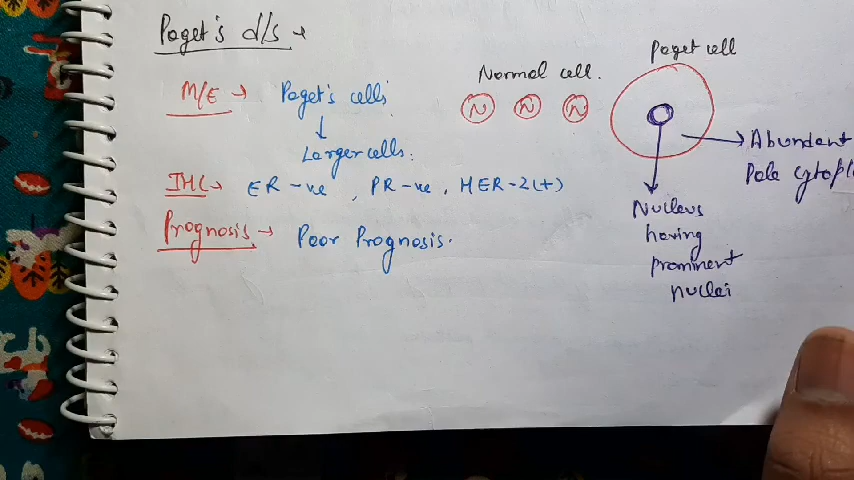 Paget's d/s →
Paget cell
Normal cell.
M/E → Paget's cells
N N N
↓
Larger cells.
→ Abundant
Pale cytopl
IHC → ER -ve , PR -ve , HER-2(+)
Nucleus
having
prominent
nuclei
Prognosis → Poor Prognosis.